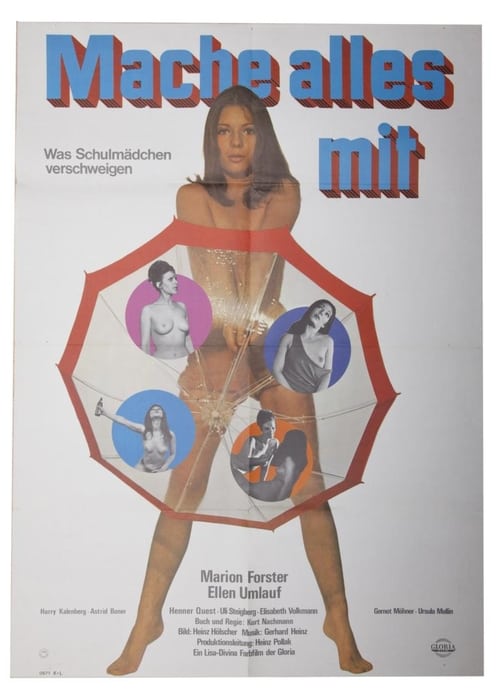 Mache alles
mit
Was Schulmädchen
verschweigen
Marion Forster
Ellen Umlauf
Harry Kalenberg · Astrid Boner
Henner Quest · Uli Steigberg · Elisabeth Volkmann
Gernot Möhner · Ursula Mellin
Buch und Regie: Kurt Nachmann
Bild: Heinz Hölscher Musik: Gerhard Heinz
Produktionsleitung: Heinz Pollak
Ein Lisa-Divina Farbfilm der Gloria
GLORIA